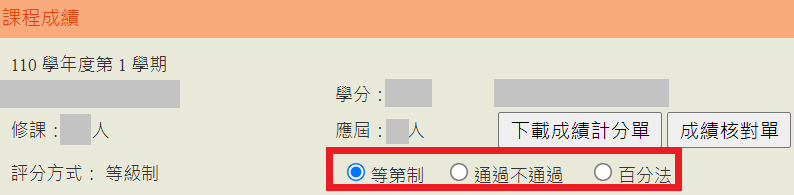 課程成績
110 學年度第 1 學期
學分：
修課： 人 應屆： 人 下載成績計分單 成績核對單
評分方式： 等級制 等第制 通過不通過 百分法